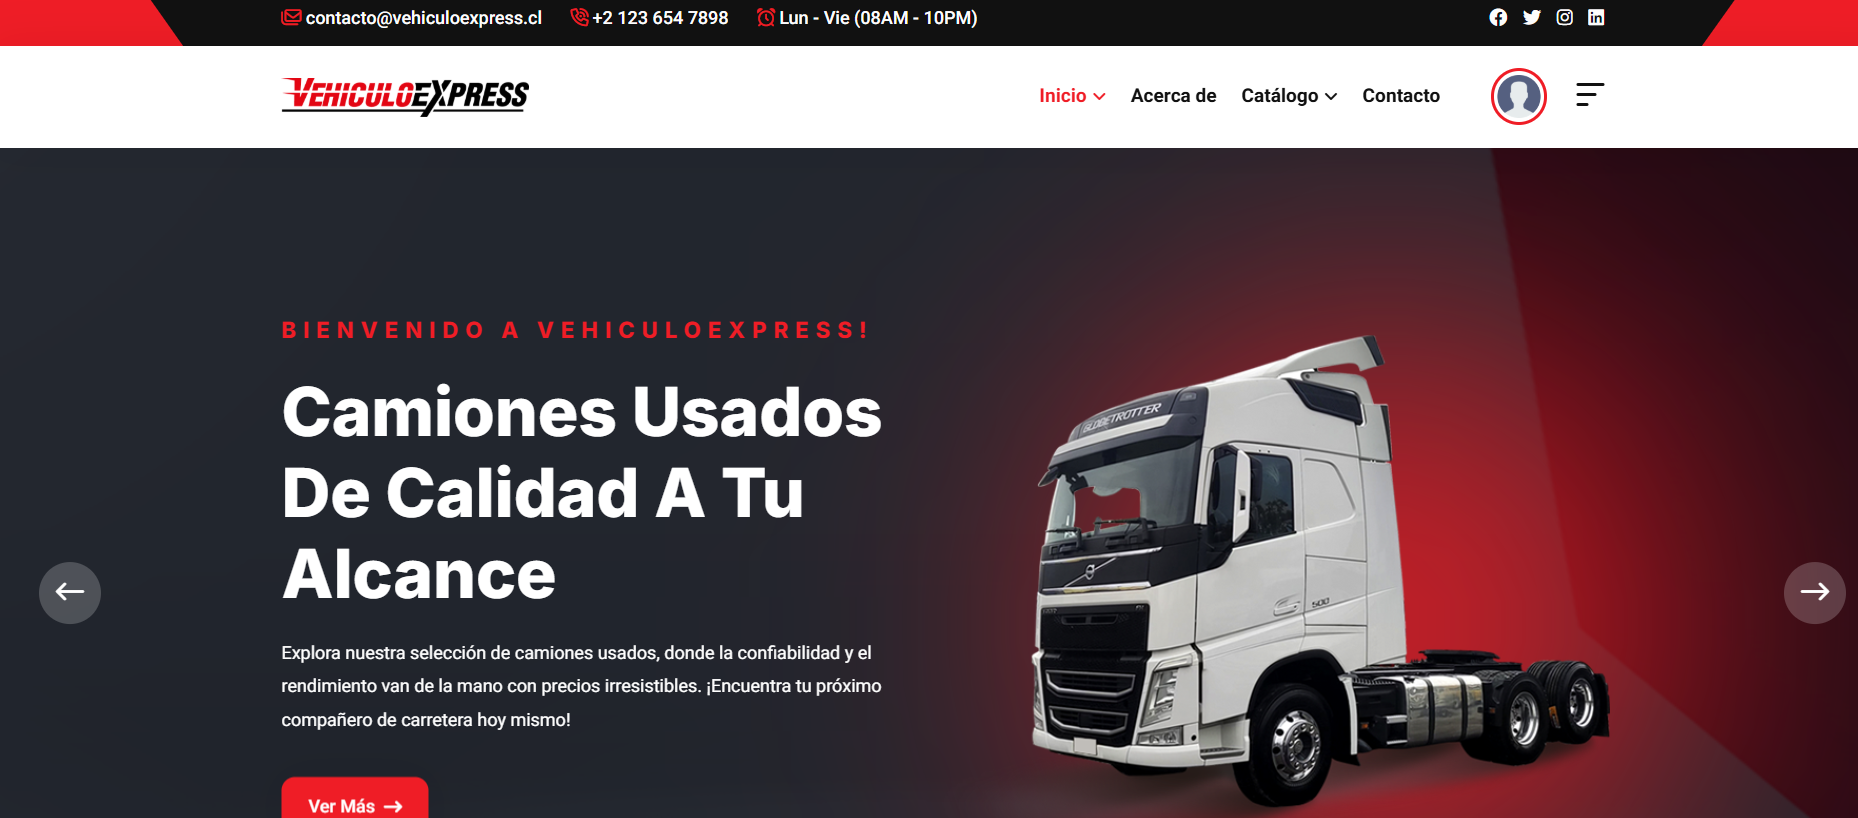 contacto@vehiculoexpress.cl +2 123 654 7898 Lun - Vie (08AM - 10PM)
VEHICULOEXPRESS
Inicio Acerca de Catálogo Contacto
BIENVENIDO A VEHICULOEXPRESS!
Camiones Usados
De Calidad A Tu
Alcance
Explora nuestra selección de camiones usados, donde la confiabilidad y el
rendimiento van de la mano con precios irresistibles. ¡Encuentra tu próximo
compañero de carretera hoy mismo!
Ver Más
GLOBETROTTER
500